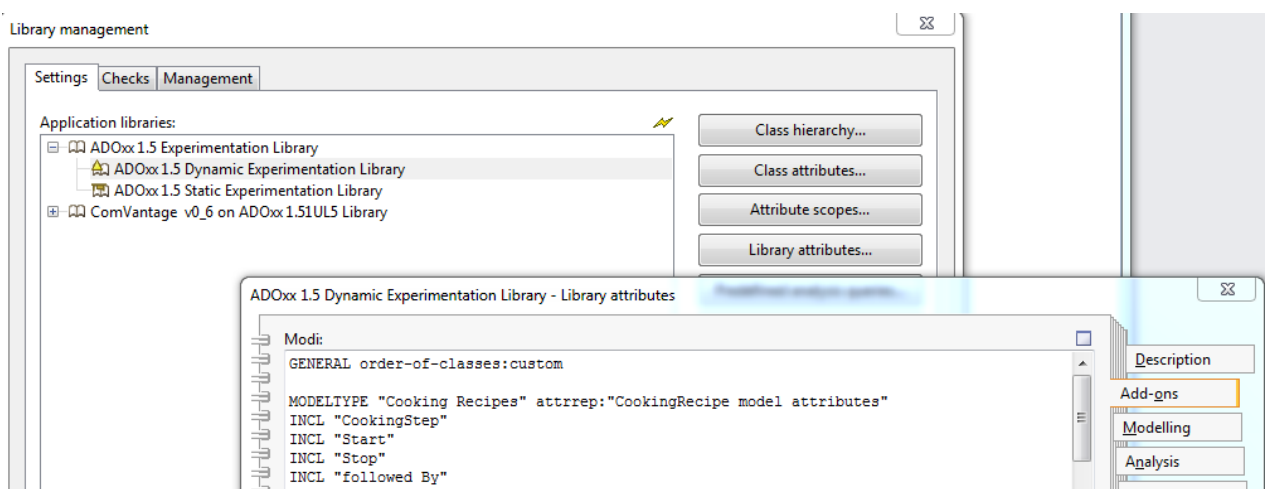 Library management
Settings Checks Management
Application libraries:
ADOxx 1.5 Experimentation Library
ADOxx 1.5 Dynamic Experimentation Library
ADOxx 1.5 Static Experimentation Library
ComVantage v0_6 on ADOxx 1.51UL5 Library
Class hierarchy...
Class attributes...
Attribute scopes...
Library attributes...
Predefined analysis queries...
ADOxx 1.5 Dynamic Experimentation Library - Library attributes
Modi:
GENERAL order-of-classes:custom
MODELTYPE "Cooking Recipes" attrrep:"CookingRecipe model attributes"
INCL "CookingStep"
INCL "Start"
INCL "Stop"
INCL "followed By"
Description
Add-ons
Modelling
Analysis